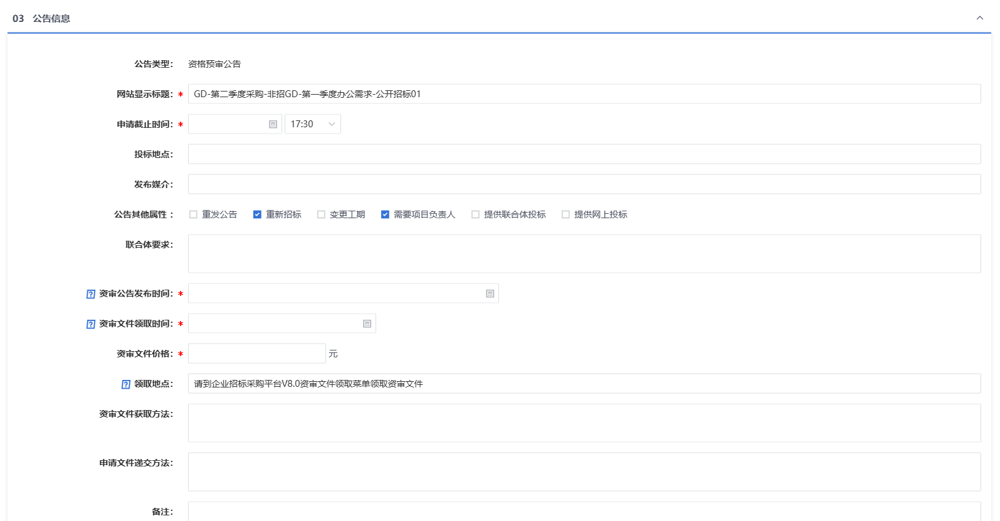 03 公告信息
公告类型： 资格预审公告
网站显示标题：* GD-第二季度采购-非招GD-第一季度办公需求-公开招标01
申请截止时间：* 17:30
投标地点：
发布媒介：
公告其他属性 ： 重发公告 重新招标 变更工期 需要项目负责人 提供联合体投标 提供网上投标
联合体要求：
? 资审公告发布时间：*
? 资审文件领取时间：*
资审文件价格：* 元
? 领取地点： 请到企业招标采购平台V8.0资审文件领取菜单领取资审文件
资审文件获取方法：
申请文件递交方法：
备注：